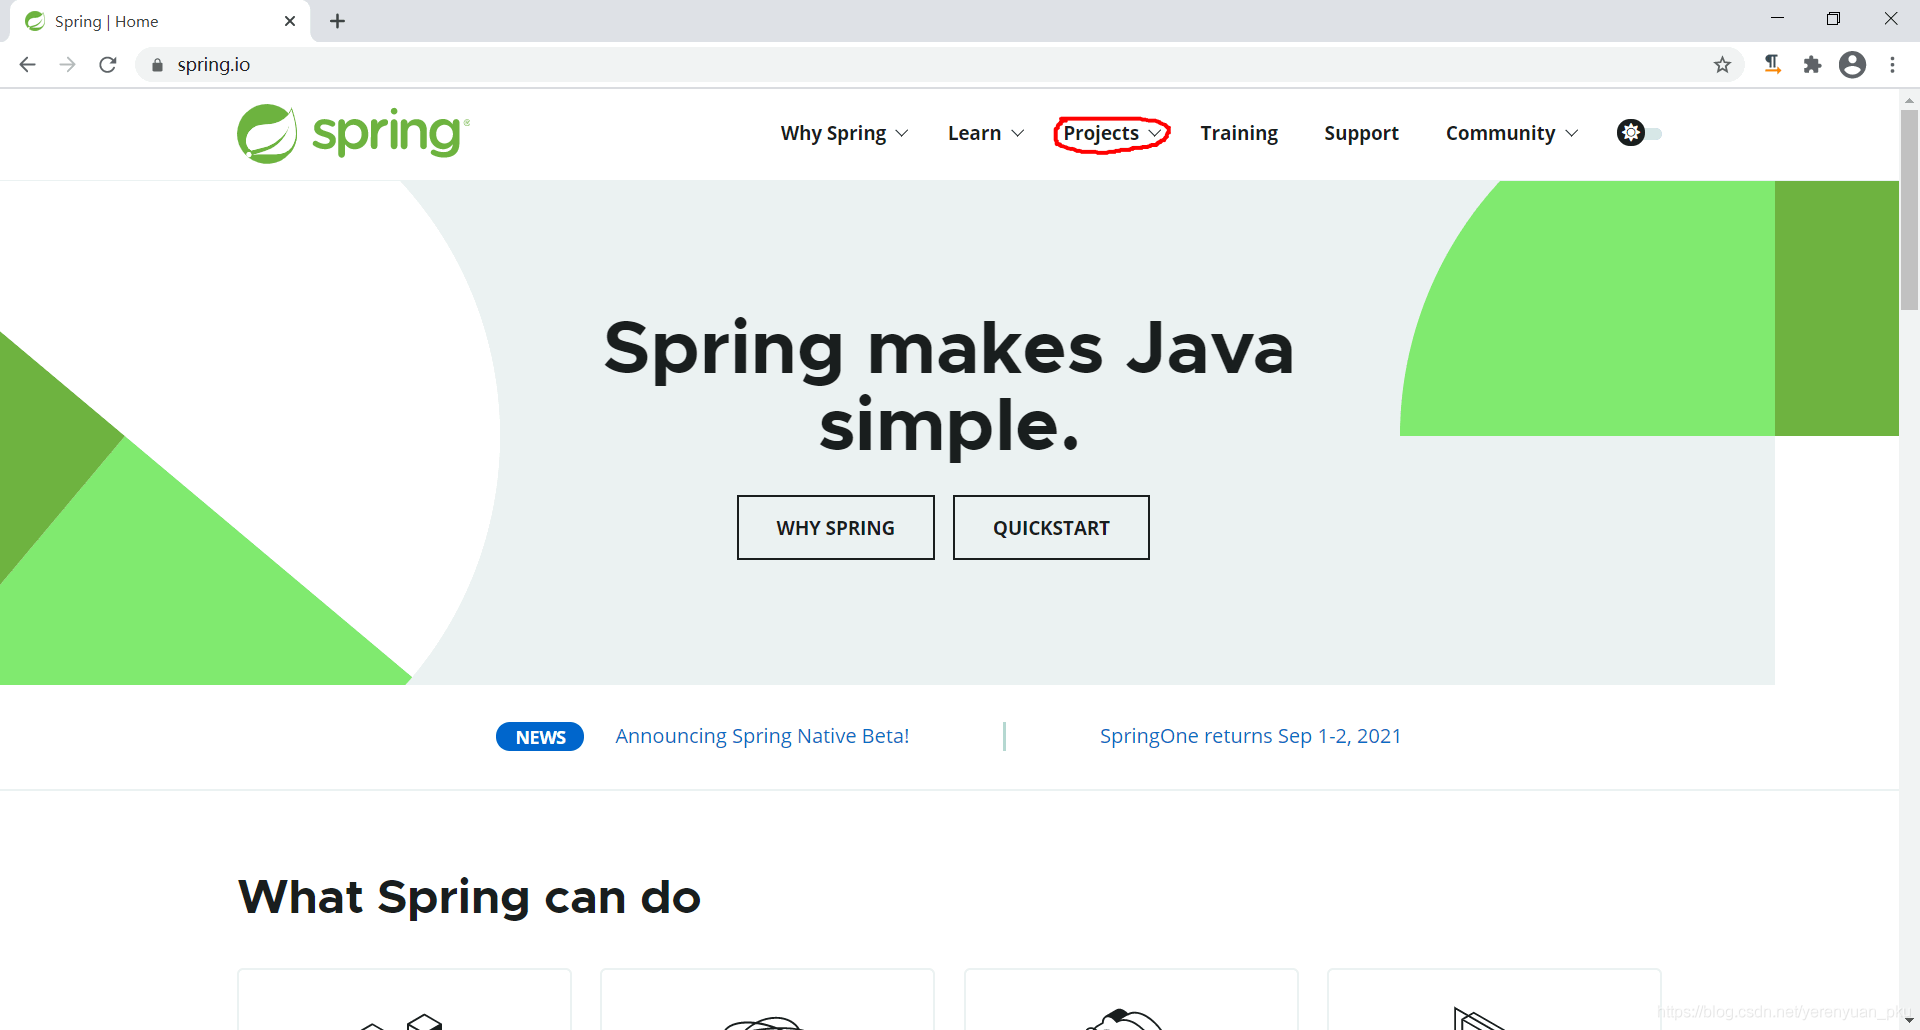 Spring | Home
spring.io
spring
Why Spring Learn Projects Training Support Community
Spring makes Java
simple.
WHY SPRING QUICKSTART
NEWS Announcing Spring Native Beta! SpringOne returns Sep 1-2, 2021
What Spring can do
https://blog.csdn.net/yerenyuan_pku